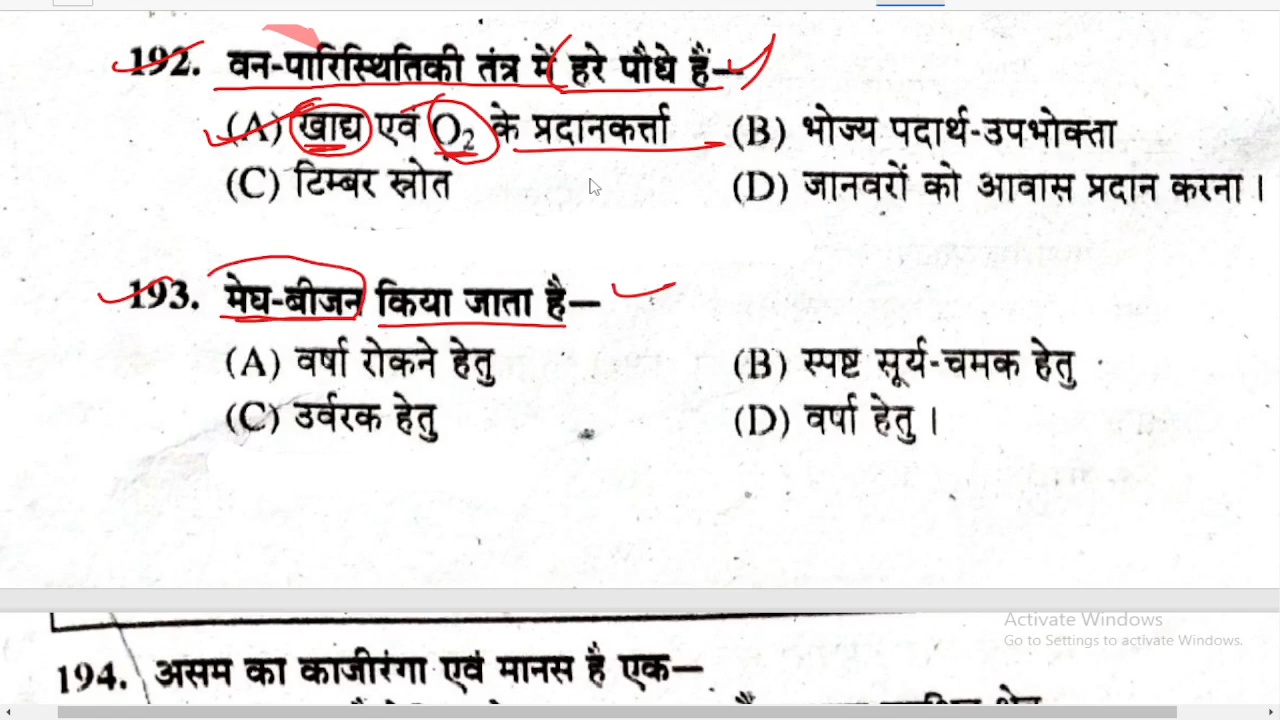 192. वन-पारिस्थितिकी तंत्र में हरे पौधे हैं—
(A) खाद्य एवं O₂ के प्रदानकर्त्ता (B) भोज्य पदार्थ-उपभोक्ता
(C) टिम्बर स्रोत (D) जानवरों को आवास प्रदान करना।
193. मेघ-बीजन किया जाता है—
(A) वर्षा रोकने हेतु (B) स्पष्ट सूर्य-चमक हेतु
(C) उर्वरक हेतु (D) वर्षा हेतु।
Activate Windows
Go to Settings to activate Windows.
194. असम का काजीरंगा एवं मानस है एक—